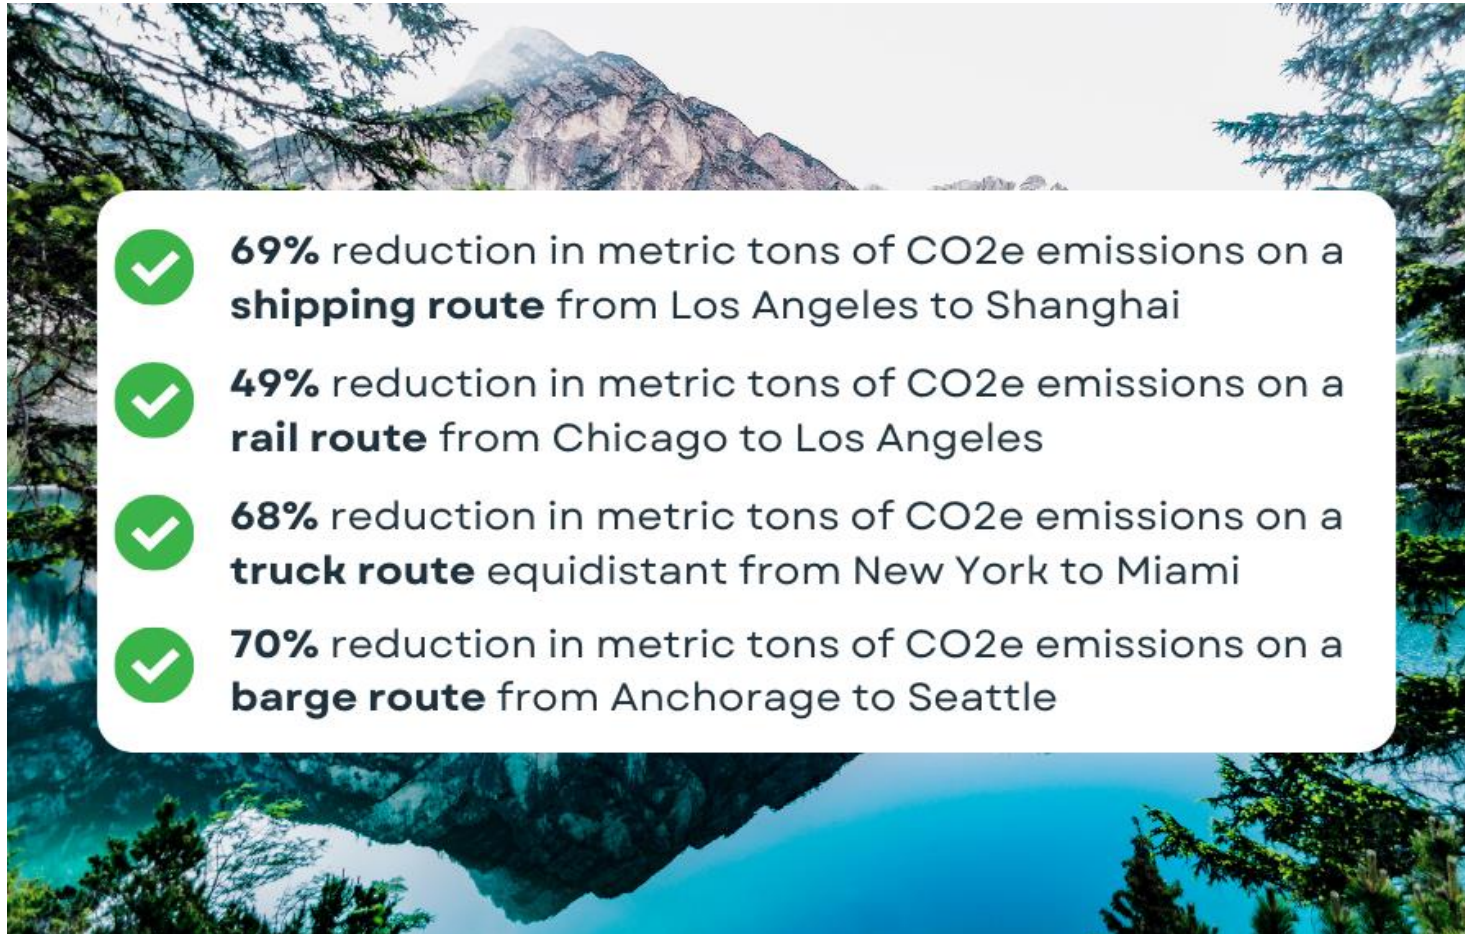 69% reduction in metric tons of CO2e emissions on a
shipping route from Los Angeles to Shanghai
49% reduction in metric tons of CO2e emissions on a
rail route from Chicago to Los Angeles
68% reduction in metric tons of CO2e emissions on a
truck route equidistant from New York to Miami
70% reduction in metric tons of CO2e emissions on a
barge route from Anchorage to Seattle